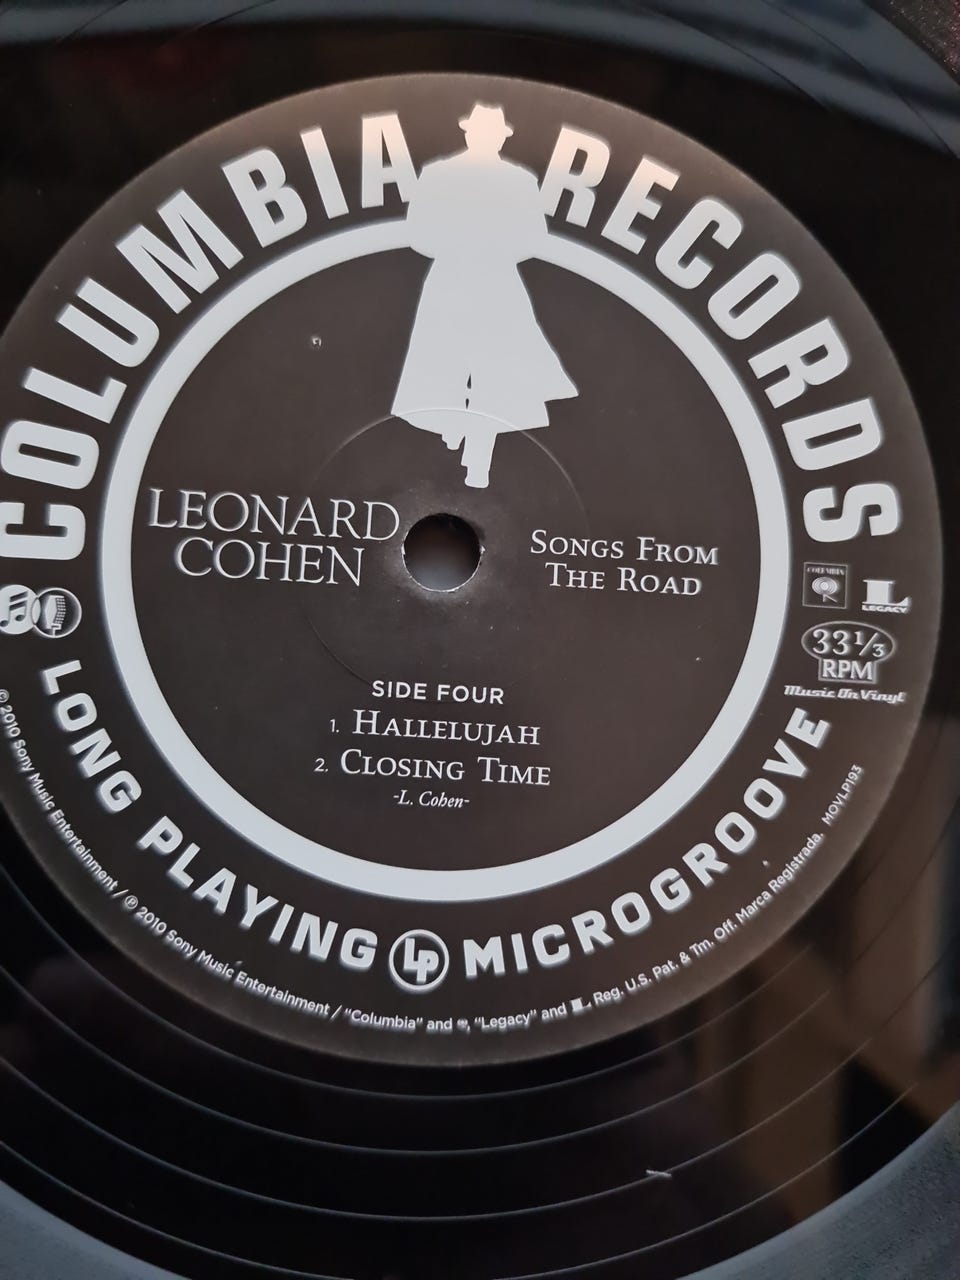 COLUMBIA RECORDS
LEONARD
COHEN
SONGS FROM
THE ROAD
COLUMBIA
L
LEGACY
33⅓
RPM
Music On Vinyl
SIDE FOUR
1. HALLELUJAH
2. CLOSING TIME
-L. Cohen-
LONG PLAYING LP MICROGROOVE
© 2010 Sony Music Entertainment / ℗ 2010 Sony Music Entertainment / "Columbia" and , "Legacy" and L Reg. U.S. Pat. & Tm. Off. Marca Registrada. MOVLP193